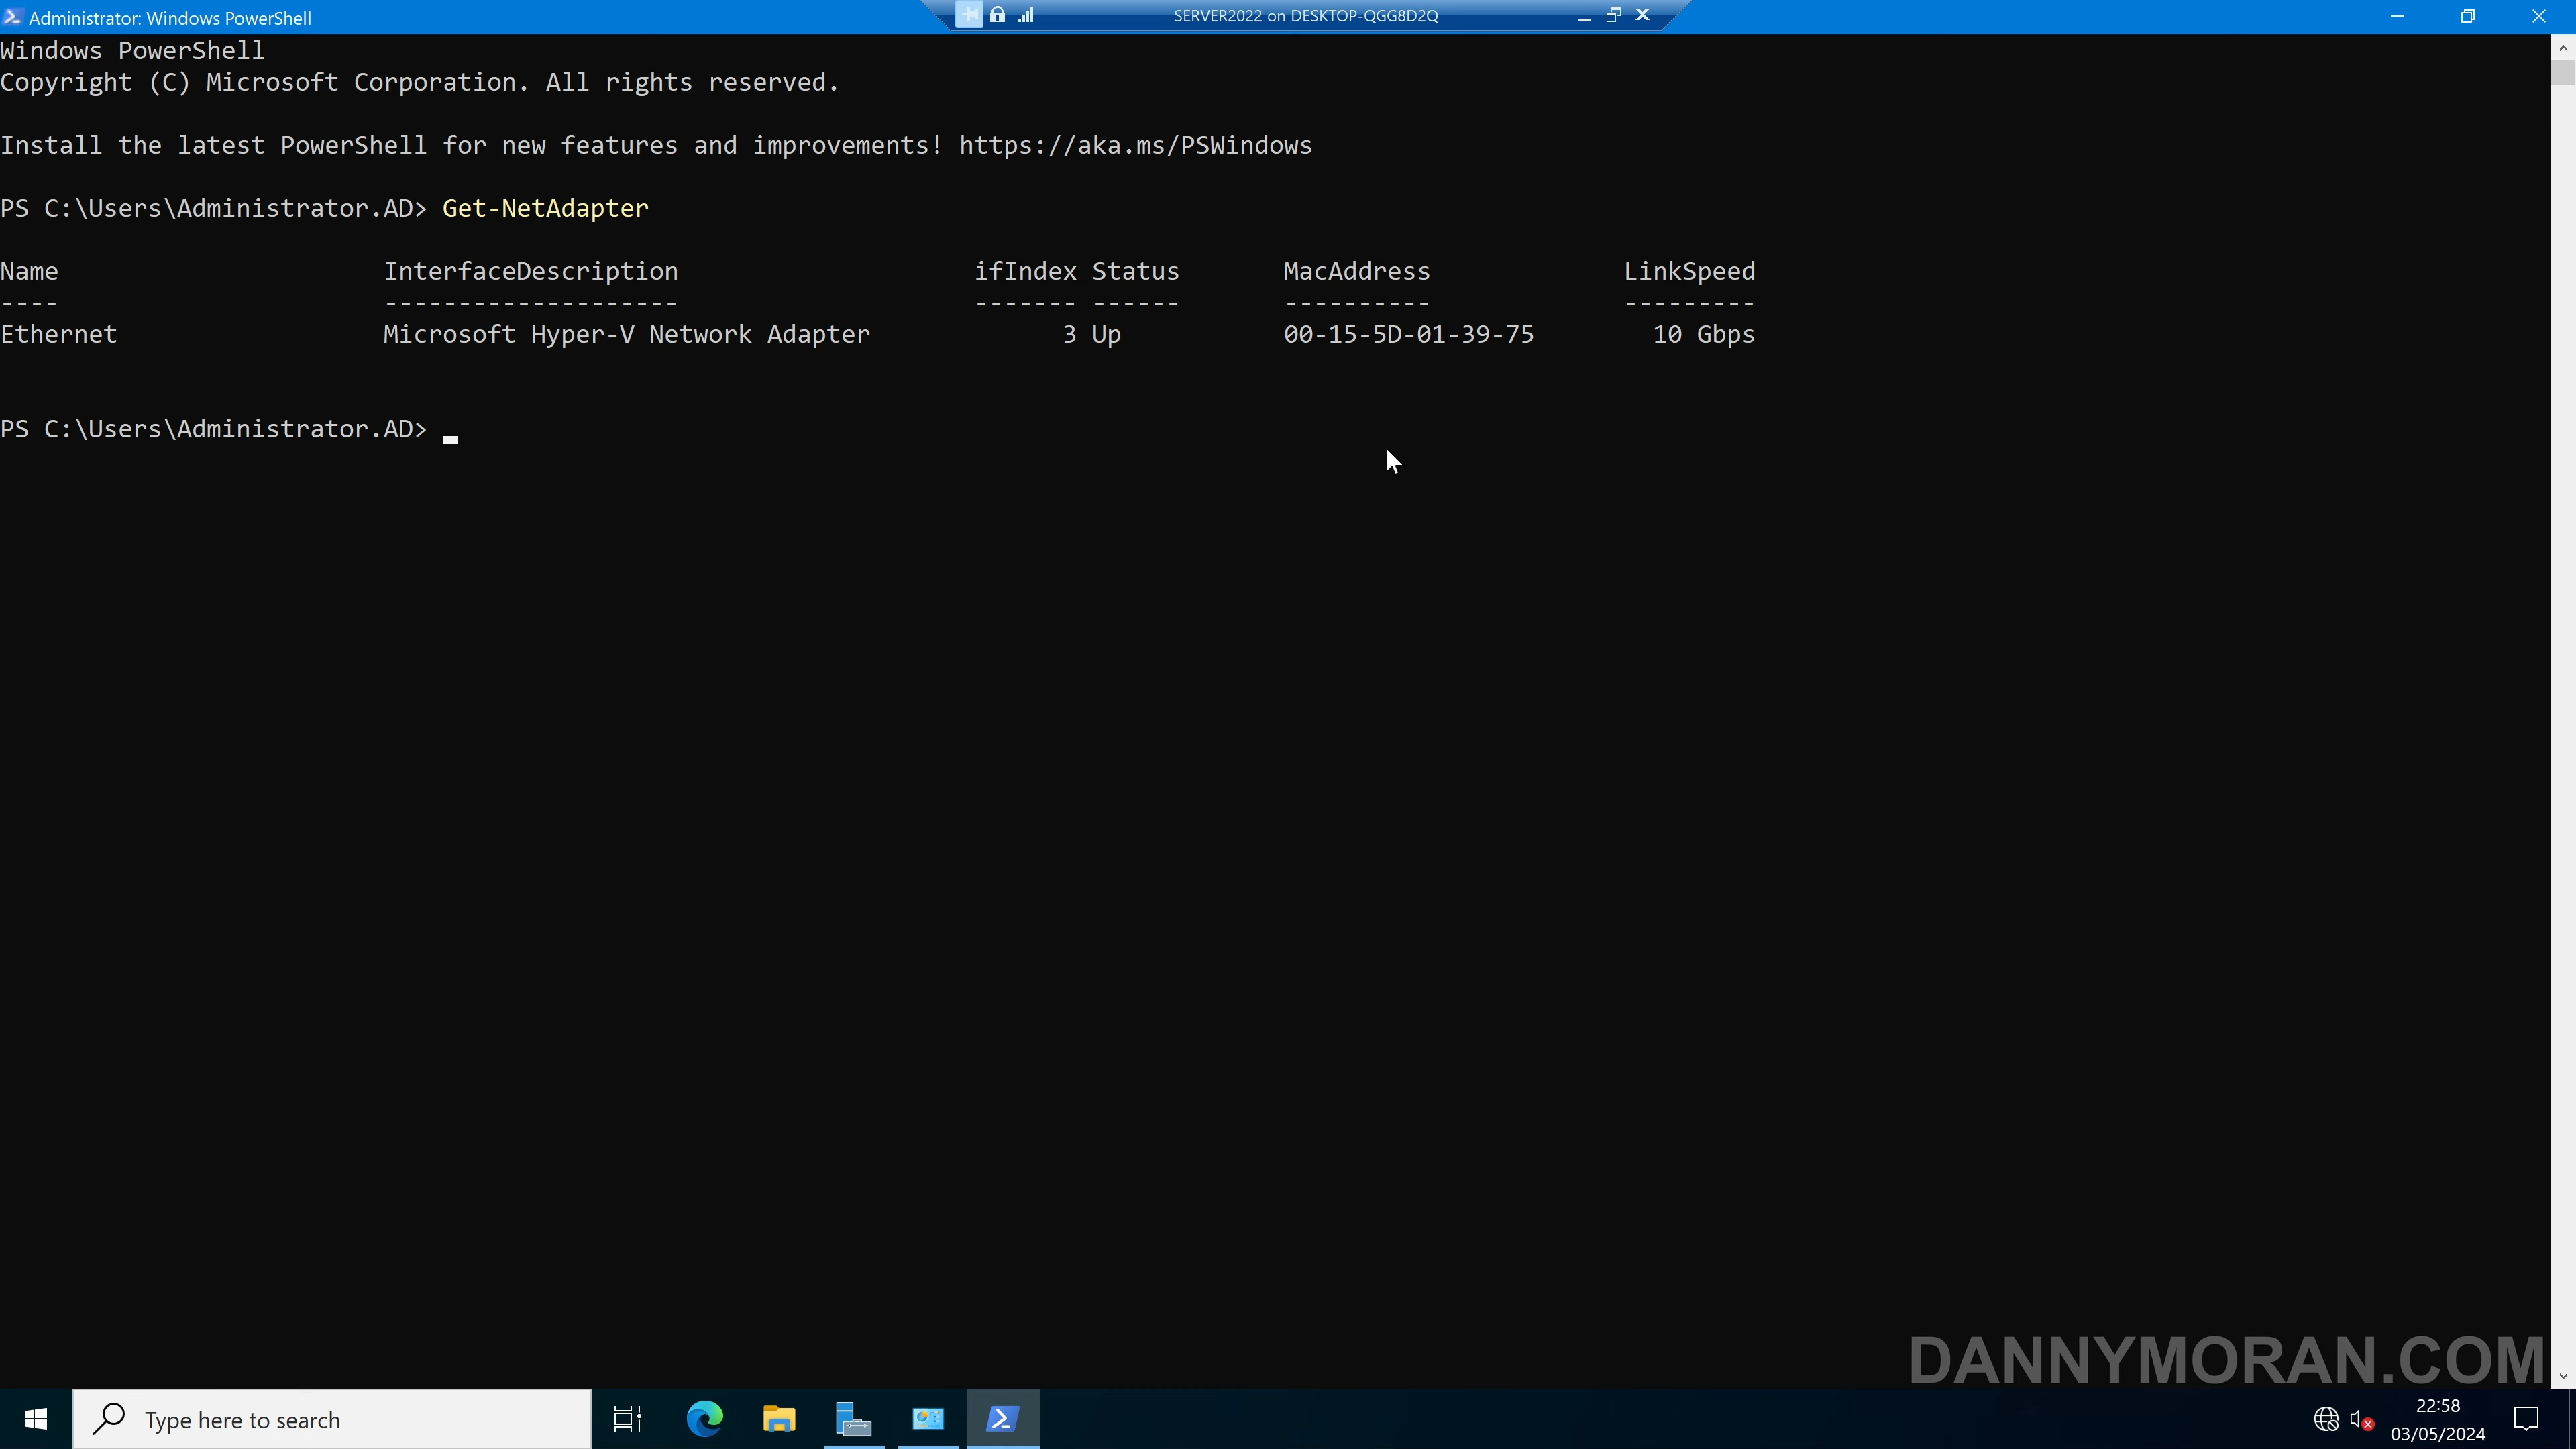 Administrator: Windows PowerShell
SERVER2022 on DESKTOP-QGG8D2Q
Windows PowerShell
Copyright (C) Microsoft Corporation. All rights reserved.
Install the latest PowerShell for new features and improvements! https://aka.ms/PSWindows
PS C:\Users\Administrator.AD> Get-NetAdapter
Name InterfaceDescription ifIndex Status MacAddress LinkSpeed
---- -------------------- ------- ------ ---------- ---------
Ethernet Microsoft Hyper-V Network Adapter 3 Up 00-15-5D-01-39-75 10 Gbps
PS C:\Users\Administrator.AD>
DANNYMORAN.COM
Type here to search
22:58
03/05/2024